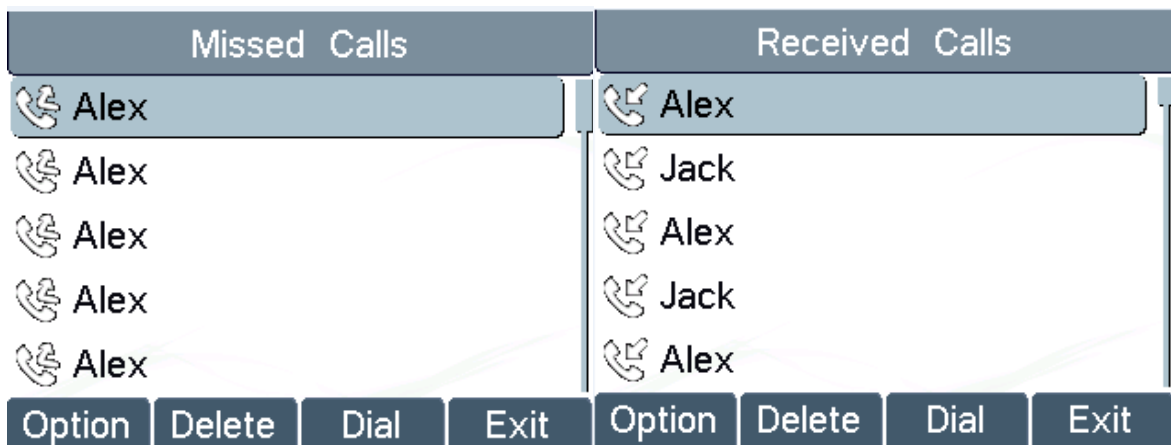 Missed Calls
Alex
Alex
Alex
Alex
Alex
Option Delete Dial Exit
Received Calls
Alex
Jack
Alex
Jack
Alex
Option Delete Dial Exit